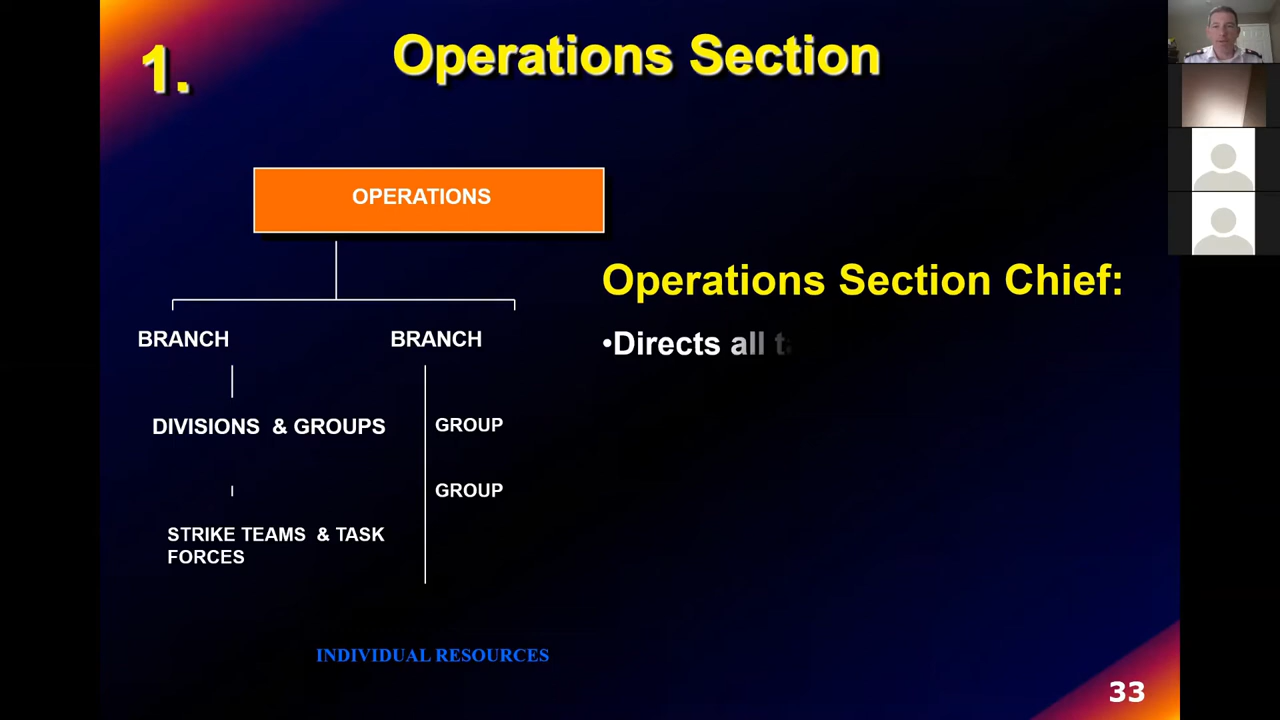 1.
Operations Section
OPERATIONS
Operations Section Chief:
BRANCH
BRANCH
•Directs all
DIVISIONS & GROUPS
GROUP
GROUP
STRIKE TEAMS & TASK
FORCES
INDIVIDUAL RESOURCES
33